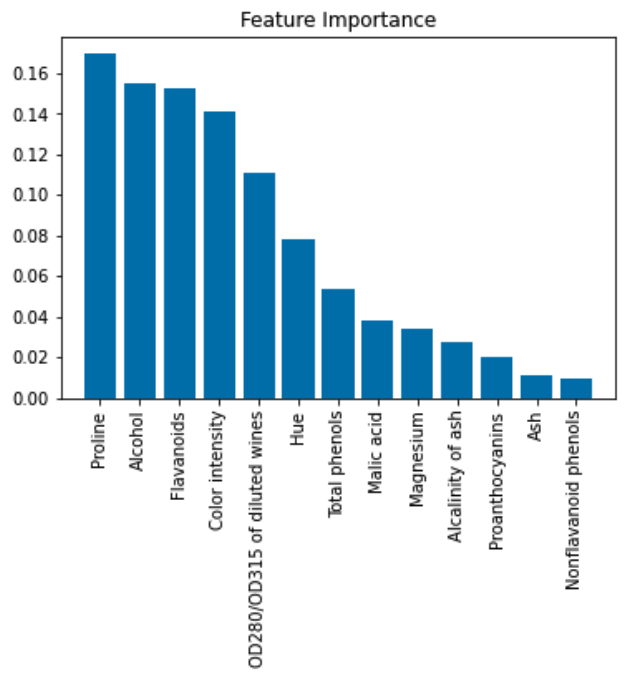 Feature Importance
0.16
0.14
0.12
0.10
0.08
0.06
0.04
0.02
0.00
Proline
Alcohol
Flavanoids
Color intensity
OD280/OD315 of diluted wines
Hue
Total phenols
Malic acid
Magnesium
Alcalinity of ash
Proanthocyanins
Ash
Nonflavanoid phenols